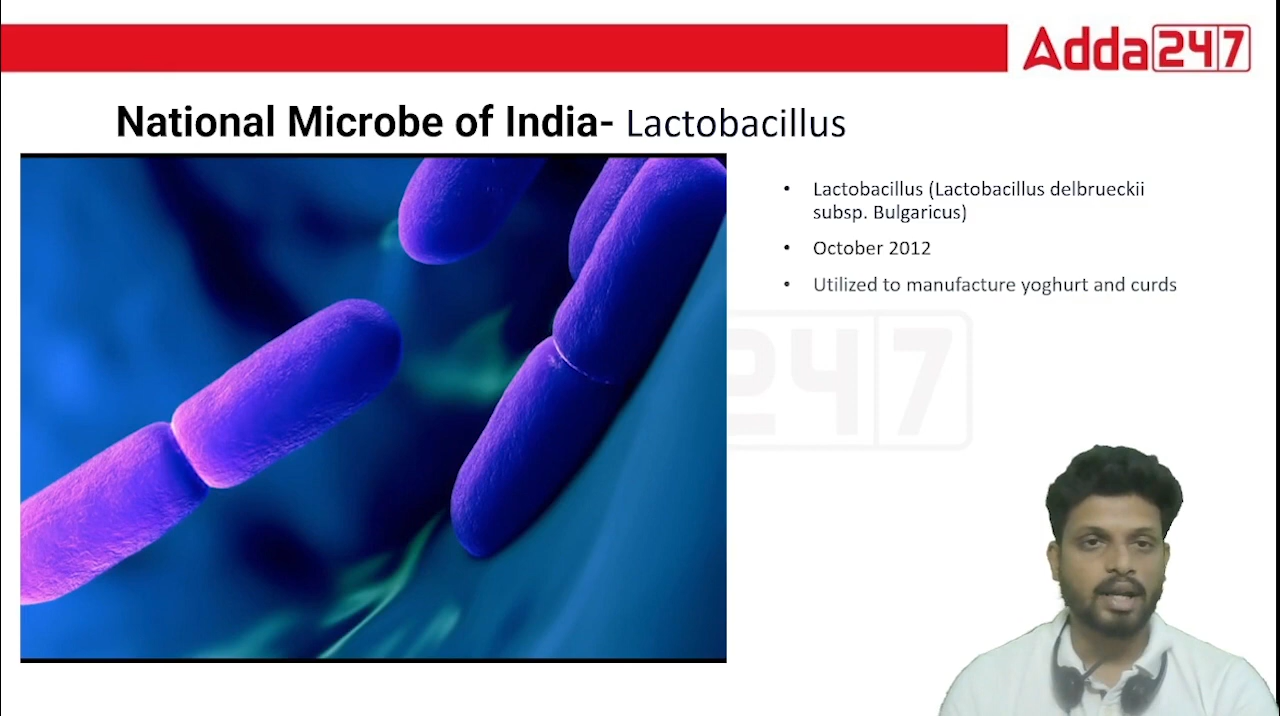 Adda247
National Microbe of India- Lactobacillus
• Lactobacillus (Lactobacillus delbrueckii
subsp. Bulgaricus)
• October 2012
• Utilized to manufacture yoghurt and curds
247